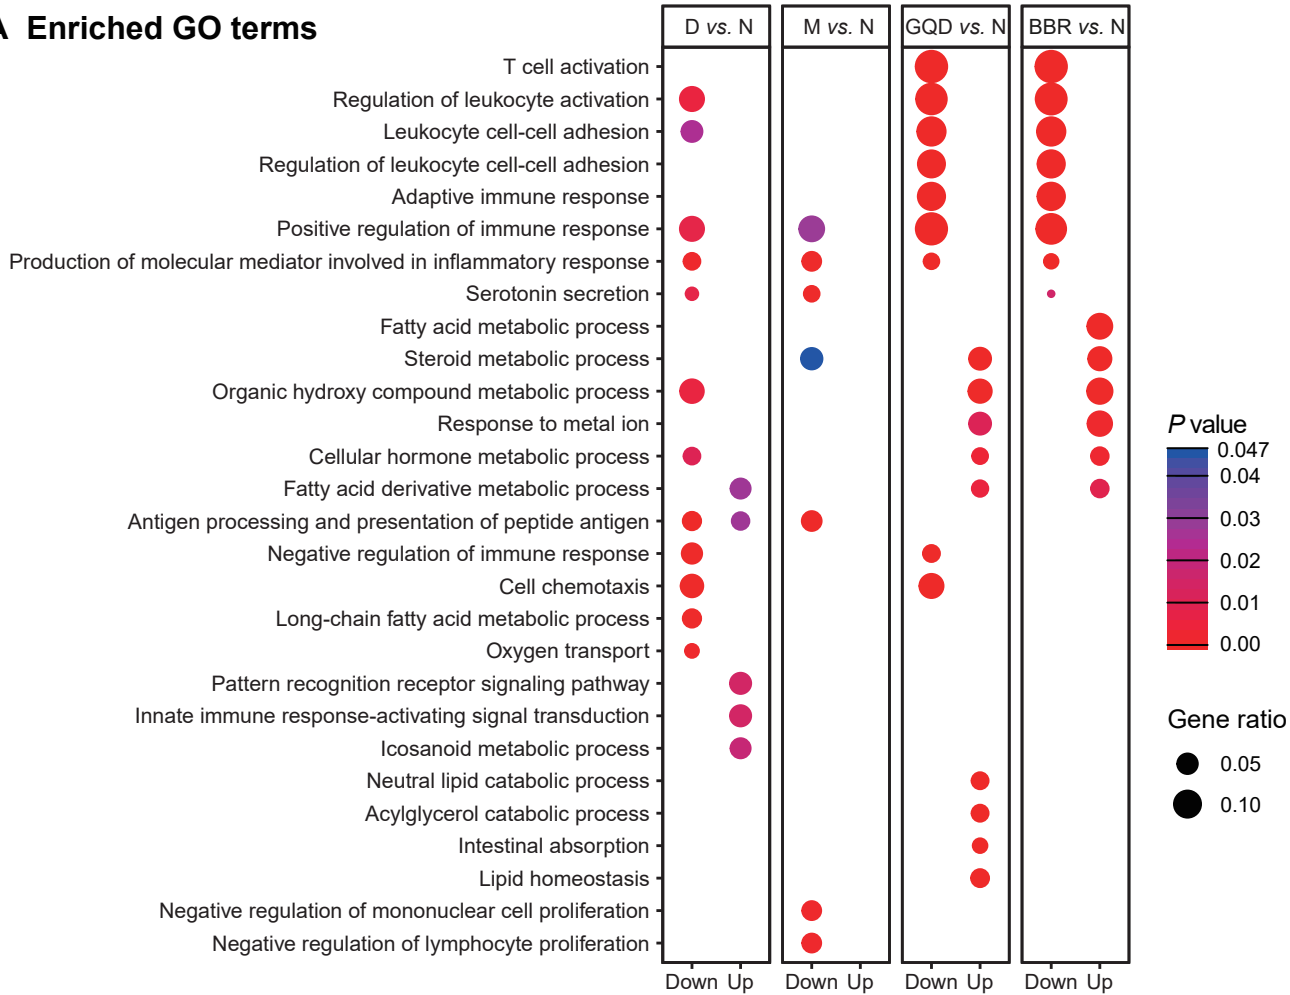 A Enriched GO terms
D vs. N
M vs. N
GQD vs. N
BBR vs. N
T cell activation
Regulation of leukocyte activation
Leukocyte cell-cell adhesion
Regulation of leukocyte cell-cell adhesion
Adaptive immune response
Positive regulation of immune response
Production of molecular mediator involved in inflammatory response
Serotonin secretion
Fatty acid metabolic process
Steroid metabolic process
Organic hydroxy compound metabolic process
Response to metal ion
Cellular hormone metabolic process
Fatty acid derivative metabolic process
Antigen processing and presentation of peptide antigen
Negative regulation of immune response
Cell chemotaxis
Long-chain fatty acid metabolic process
Oxygen transport
Pattern recognition receptor signaling pathway
Innate immune response-activating signal transduction
Icosanoid metabolic process
Neutral lipid catabolic process
Acylglycerol catabolic process
Intestinal absorption
Lipid homeostasis
Negative regulation of mononuclear cell proliferation
Negative regulation of lymphocyte proliferation
Down Up
Down Up
Down Up
Down Up
P value
0.047
0.04
0.03
0.02
0.01
0.00
Gene ratio
0.05
0.10